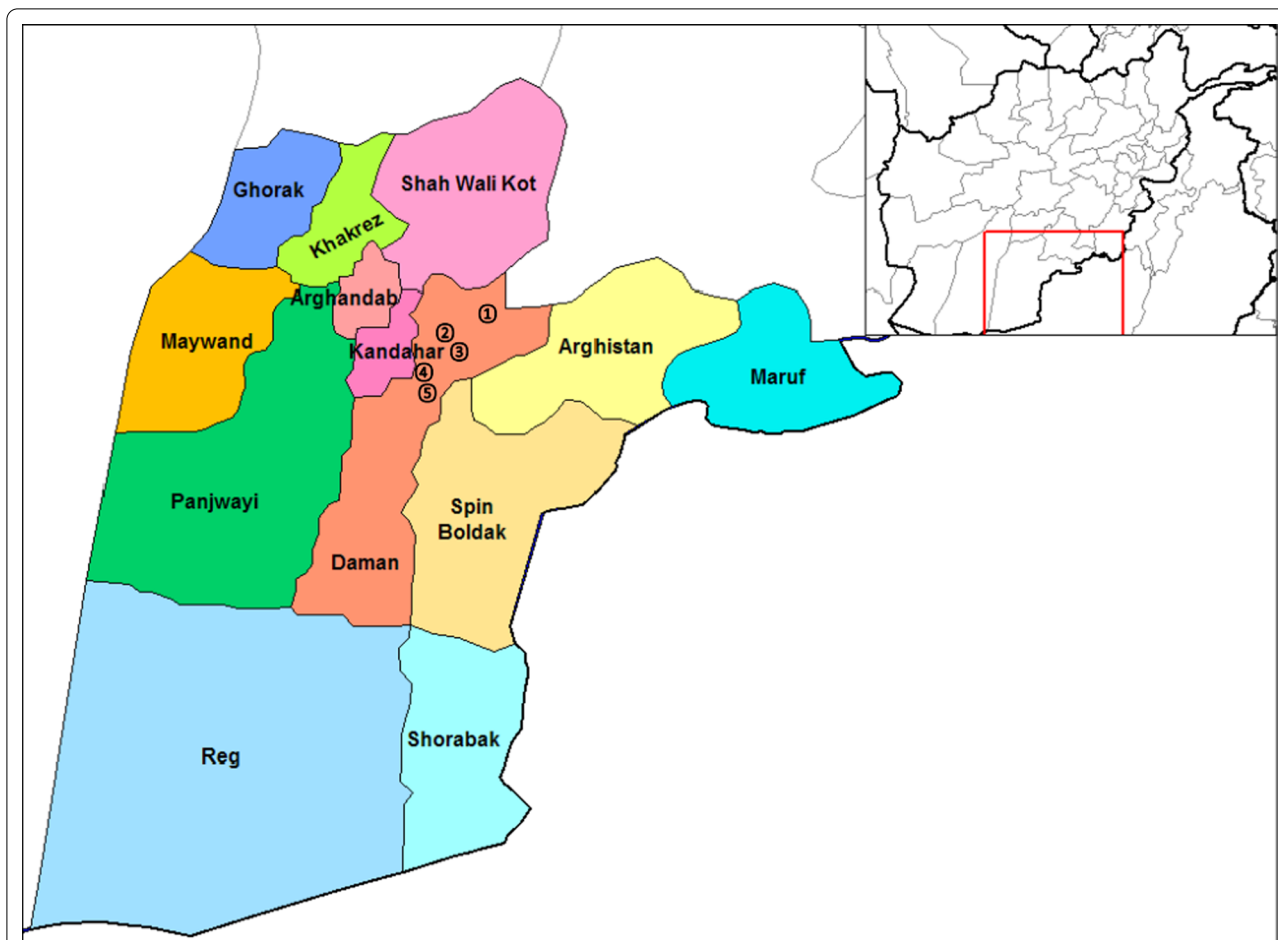 Ghorak
Shah Wali Kot
Khakrez
Arghandab
①
Maywand
②
Kandahar
③
Arghistan
④
Maruf
⑤
Panjwayi
Spin
Boldak
Daman
Reg
Shorabak